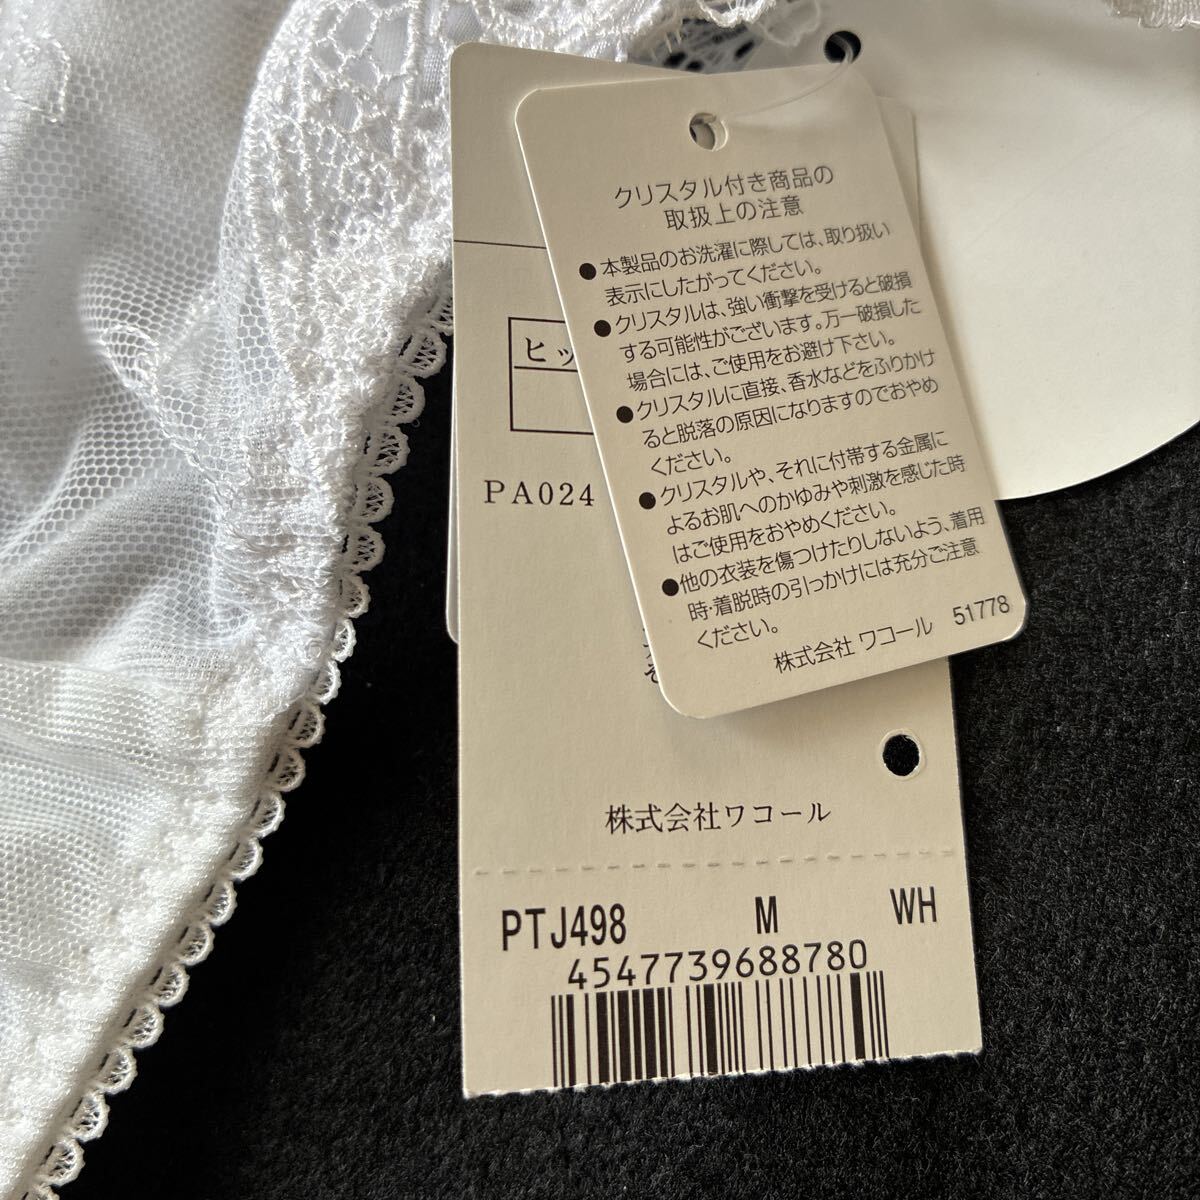 クリスタル付き商品の
取扱上の注意
●本製品のお洗濯に際しては、取り扱い
表示にしたがってください。
●クリスタルは、強い衝撃を受けると破損
する可能性がございます。万一破損した
場合には、ご使用をお避け下さい。
●クリスタルに直接、香水などをふりかけ
ると脱落の原因になりますのでおやめ
ください。
●クリスタルや、それに付帯する金属に
よるお肌へのかゆみや刺激を感じた時
はご使用をおやめください。
●他の衣装を傷つけたりしないよう、着用
時・着脱時の引っかけには充分ご注意
ください。
株式会社 ワコール 51778
ヒッ
PA024
株式会社ワコール
PTJ498 M WH
4547739688780